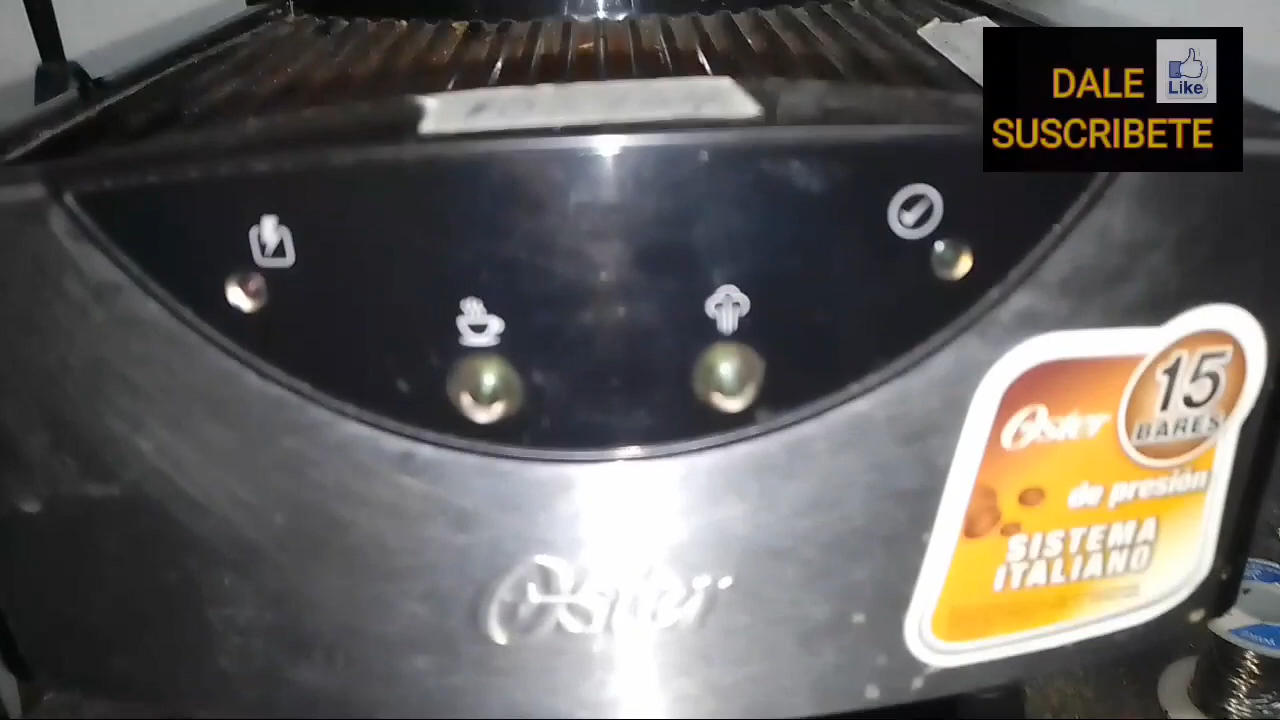 DALE
Like
SUSCRIBETE
Oster
15
BARES
de presión
SISTEMA
ITALIANO
Oster